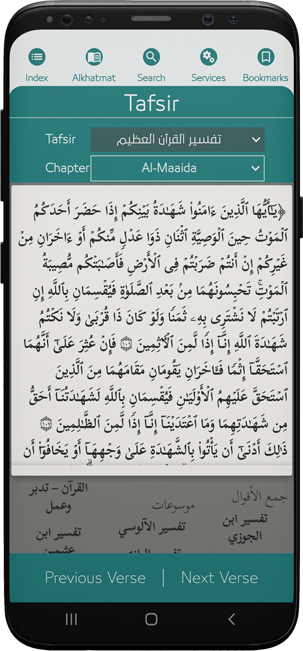 Index Alkhatmat Search Services Bookmarks
Tafsir
Tafsir تفسير القرآن العظيم
Chapter Al-Maaida
﴿يَـٰٓأَيُّهَا ٱلَّذِينَ ءَامَنُوا۟ شَهَـٰدَةُ بَيْنِكُمْ إِذَا حَضَرَ أَحَدَكُمُ
ٱلْمَوْتُ حِينَ ٱلْوَصِيَّةِ ٱثْنَانِ ذَوَا عَدْلٍ مِّنكُمْ أَوْ ءَاخَرَانِ مِنْ
غَيْرِكُمْ إِنْ أَنتُمْ ضَرَبْتُمْ فِى ٱلْأَرْضِ فَأَصَـٰبَتْكُم مُّصِيبَةُ
ٱلْمَوْتِ ۚ تَحْبِسُونَهُمَا مِنۢ بَعْدِ ٱلصَّلَوٰةِ فَيُقْسِمَانِ بِٱللَّهِ إِنِ
ٱرْتَبْتُمْ لَا نَشْتَرِى بِهِۦ ثَمَنًا وَلَوْ كَانَ ذَا قُرْبَىٰ ۙ وَلَا نَكْتُمُ
شَهَـٰدَةَ ٱللَّهِ إِنَّآ إِذًا لَّمِنَ ٱلْـَٔاثِمِينَ ١٠٦ فَإِنْ عُثِرَ عَلَىٰٓ أَنَّهُمَا
ٱسْتَحَقَّآ إِثْمًا فَـَٔاخَرَانِ يَقُومَانِ مَقَامَهُمَا مِنَ ٱلَّذِينَ
ٱسْتَحَقَّ عَلَيْهِمُ ٱلْأَوْلَيَـٰنِ فَيُقْسِمَانِ بِٱللَّهِ لَشَهَـٰدَتُنَآ أَحَقُّ
مِن شَهَـٰدَتِهِمَا وَمَا ٱعْتَدَيْنَآ إِنَّآ إِذًا لَّمِنَ ٱلظَّـٰلِمِينَ ١٠٧
ذَٰلِكَ أَدْنَىٰٓ أَن يَأْتُوا۟ بِٱلشَّهَـٰدَةِ عَلَىٰ وَجْهِهَآ أَوْ يَخَافُوٓا۟ أَن
جمع الأقوال
تفسير ابن
الجوزي
موسوعات
تفسير الآلوسي
القرآن – تدبر
وعمل
تفسير ابن
عثيمين
Previous Verse | Next Verse